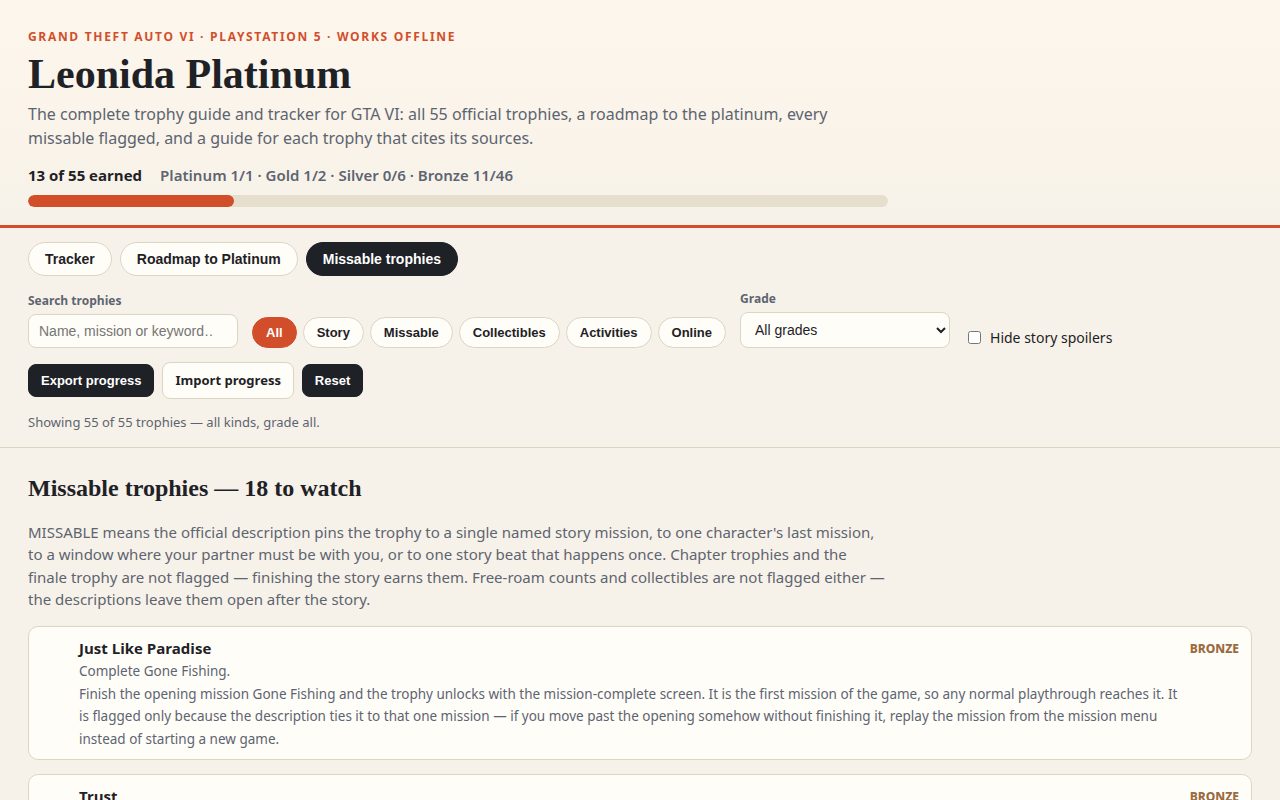 GRAND THEFT AUTO VI · PLAYSTATION 5 · WORKS OFFLINE
Leonida Platinum
The complete trophy guide and tracker for GTA VI: all 55 official trophies, a roadmap to the platinum, every
missable flagged, and a guide for each trophy that cites its sources.
13 of 55 earned Platinum 1/1 · Gold 1/2 · Silver 0/6 · Bronze 11/46
Tracker Roadmap to Platinum Missable trophies
Search trophies Grade
Name, mission or keyword.. All Story Missable Collectibles Activities Online All grades Hide story spoilers
Export progress Import progress Reset
Showing 55 of 55 trophies — all kinds, grade all.
Missable trophies — 18 to watch
MISSABLE means the official description pins the trophy to a single named story mission, to one character's last mission,
to a window where your partner must be with you, or to one story beat that happens once. Chapter trophies and the
finale trophy are not flagged — finishing the story earns them. Free-roam counts and collectibles are not flagged either —
the descriptions leave them open after the story.
Just Like Paradise BRONZE
Complete Gone Fishing.
Finish the opening mission Gone Fishing and the trophy unlocks with the mission-complete screen. It is the first mission of the game, so any normal playthrough reaches it. It
is flagged only because the description ties it to that one mission — if you move past the opening somehow without finishing it, replay the mission from the mission menu
instead of starting a new game.
Trust BRONZE